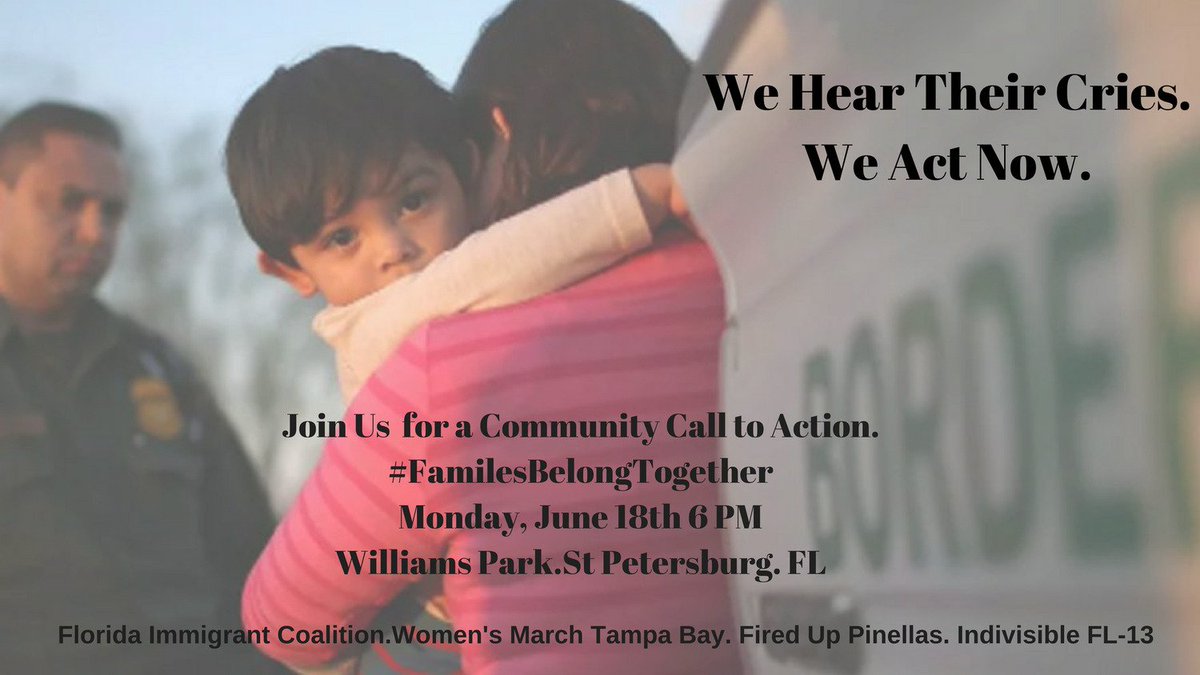 We Hear Their Cries.
We Act Now.
BORDER
Join Us for a Community Call to Action.
#FamilesBelongTogether
Monday, June 18th 6 PM
Williams Park.St Petersburg. FL
Florida Immigrant Coalition.Women's March Tampa Bay. Fired Up Pinellas. Indivisible FL-13